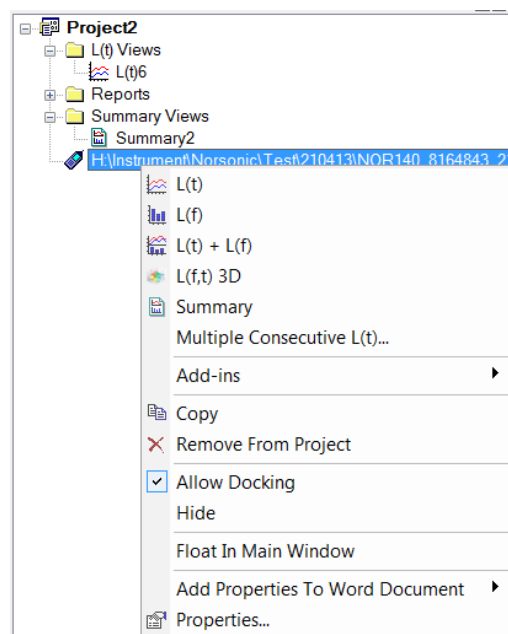 Project2
L(t) Views
L(t)6
Reports
Summary Views
Summary2
H:\Instrument\Norsonic\Test\210413\NOR140_8164843_2
L(t)
L(f)
L(t) + L(f)
L(f,t) 3D
Summary
Multiple Consecutive L(t)...
Add-ins
Copy
Remove From Project
Allow Docking
Hide
Float In Main Window
Add Properties To Word Document
Properties...